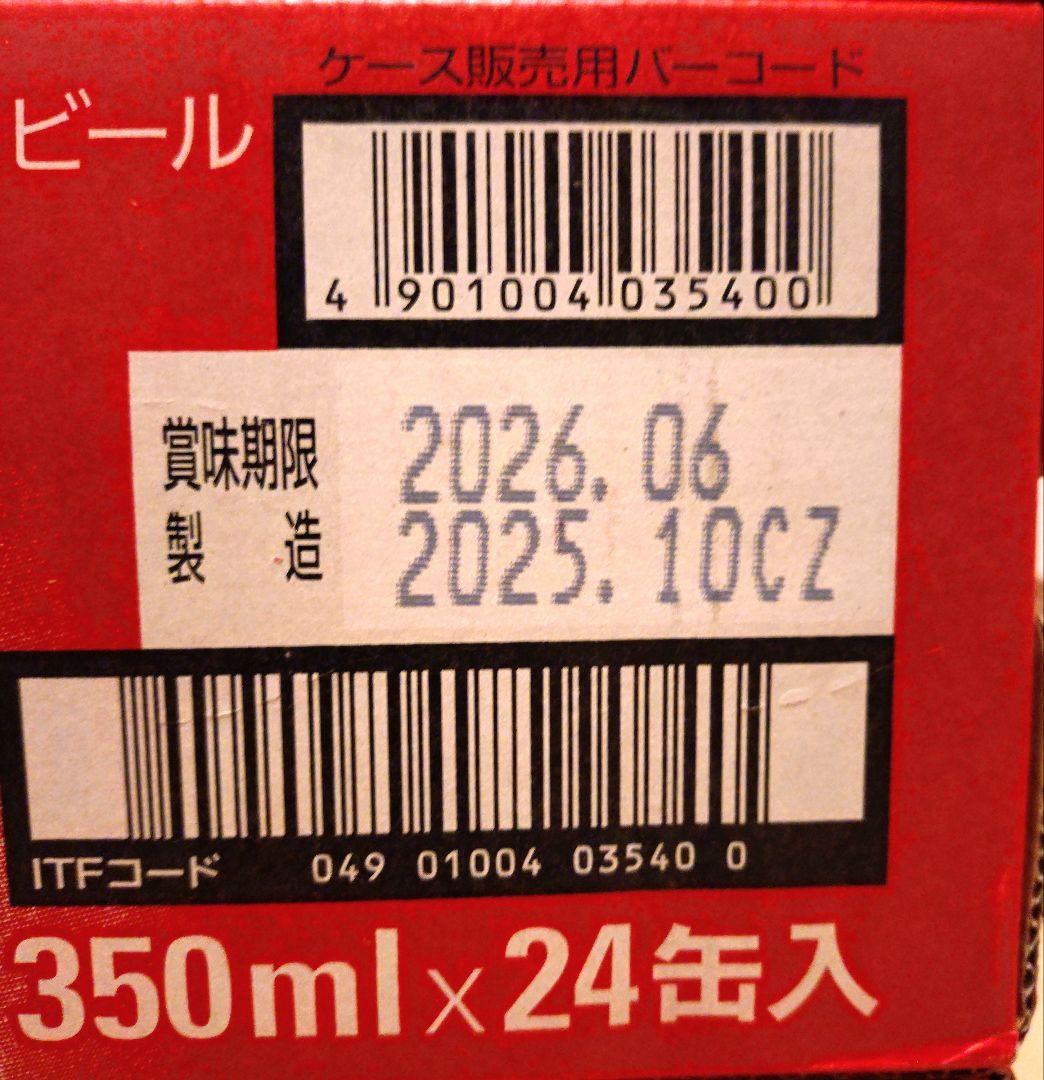 ケース販売用バーコード
ビール
4 901004 035400
賞味期限 2026.06
製造 2025.10CZ
ITFコード 049 01004 03540 0
350ml×24缶入